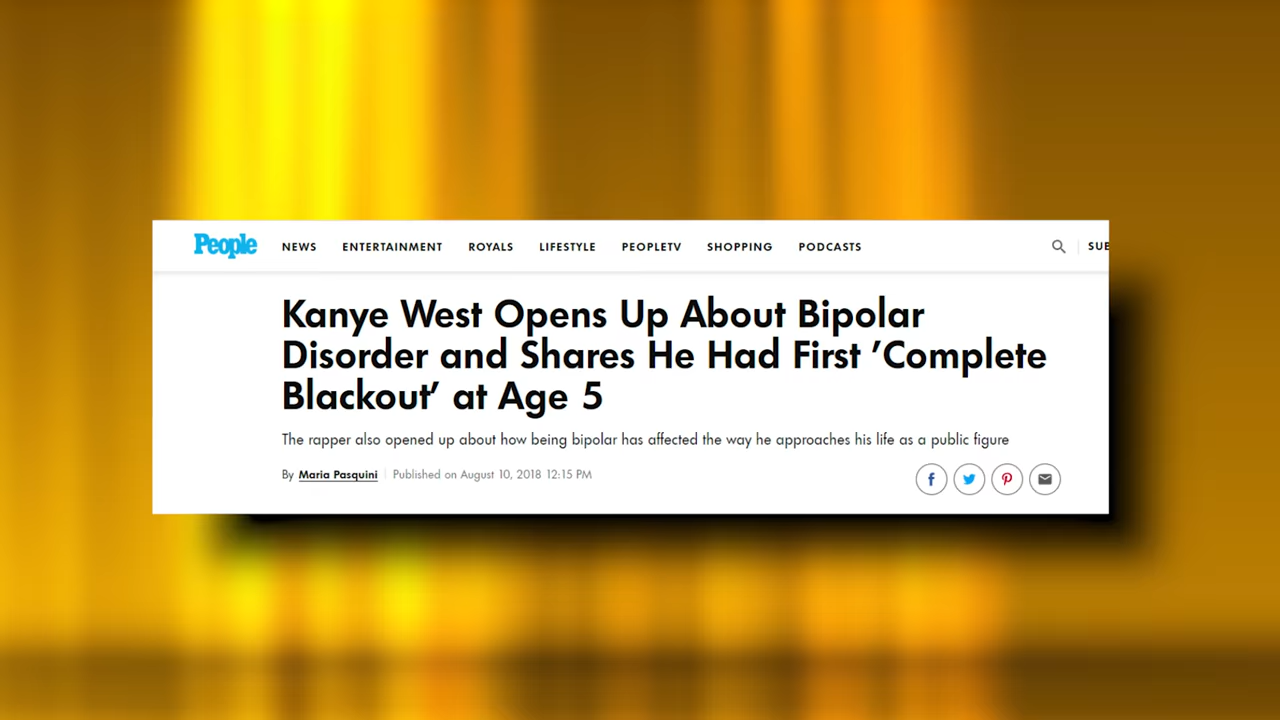 People NEWS ENTERTAINMENT ROYALS LIFESTYLE PEOPLETV SHOPPING PODCASTS
Kanye West Opens Up About Bipolar
Disorder and Shares He Had First ’Complete
Blackout’ at Age 5
The rapper also opened up about how being bipolar has affected the way he approaches his life as a public figure
By Maria Pasquini Published on August 10, 2018 12:15 PM